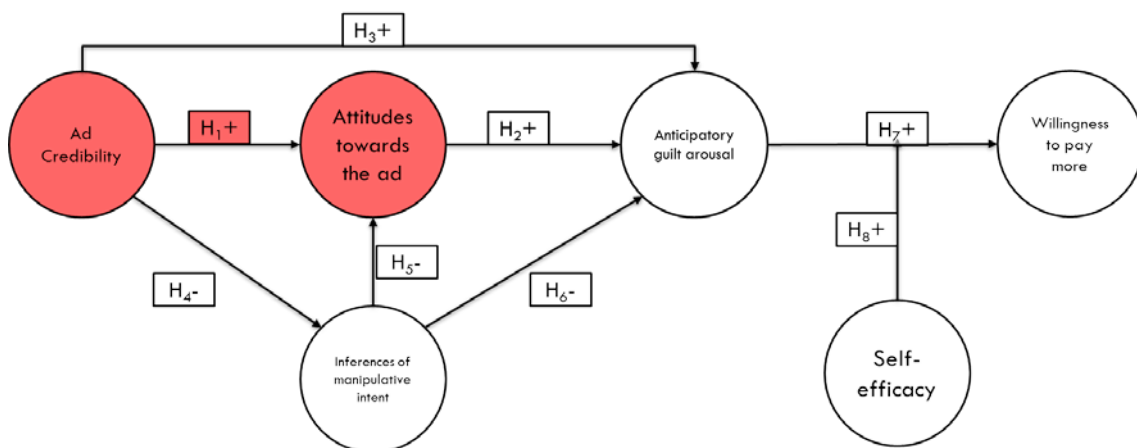 H₃+
Ad
Credibility
H₁+
Attitudes
towards
the ad
H₂+
Anticipatory
guilt arousal
H₇+
Willingness
to pay
more
H₄-
H₅-
H₆-
H₈+
Inferences of
manipulative
intent
Self-
efficacy